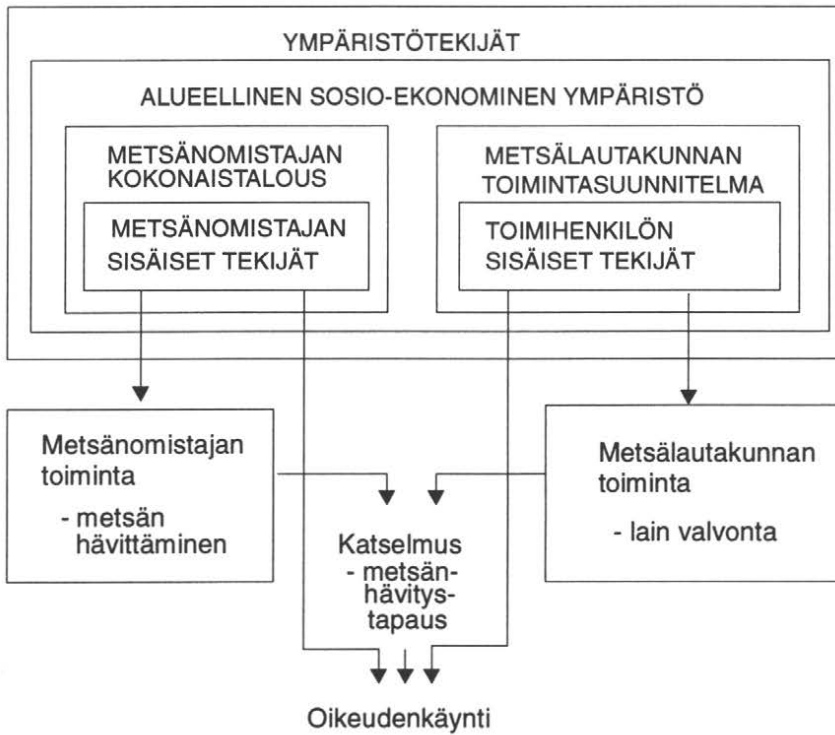 YMPÄRISTÖTEKIJÄT
ALUEELLINEN SOSIO-EKONOMINEN YMPÄRISTÖ
METSÄNOMISTAJAN
KOKONAISTALOUS
METSÄNOMISTAJAN
SISÄISET TEKIJÄT
METSÄLAUTAKUNNAN
TOIMINTASUUNNITELMA
TOIMIHENKILÖN
SISÄISET TEKIJÄT
Metsänomistajan
toiminta
- metsän
hävittäminen
Metsälautakunnan
toiminta
- lain valvonta
Katselmus
- metsän-
hävitys-
tapaus
Oikeudenkäynti